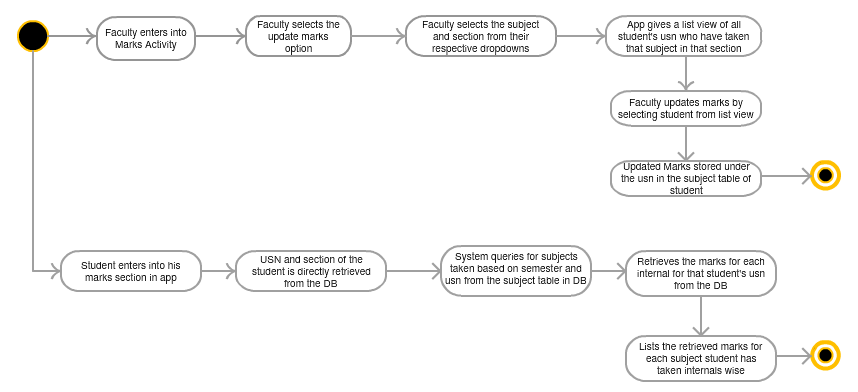 Faculty enters into
Marks Activity
Faculty selects the
update marks
option
Faculty selects the subject
and section from their
respective dropdowns
App gives a list view of all
student's usn who have taken
that subject in that section
Faculty updates marks by
selecting student from list view
Updated Marks stored under
the usn in the subject table of
student
Student enters into his
marks section in app
USN and section of the
student is directly retrieved
from the DB
System queries for subjects
taken based on semester and
usn from the subject table in DB
Retrieves the marks for each
internal for that student's usn
from the DB
Lists the retrieved marks for
each subject student has
taken internals wise